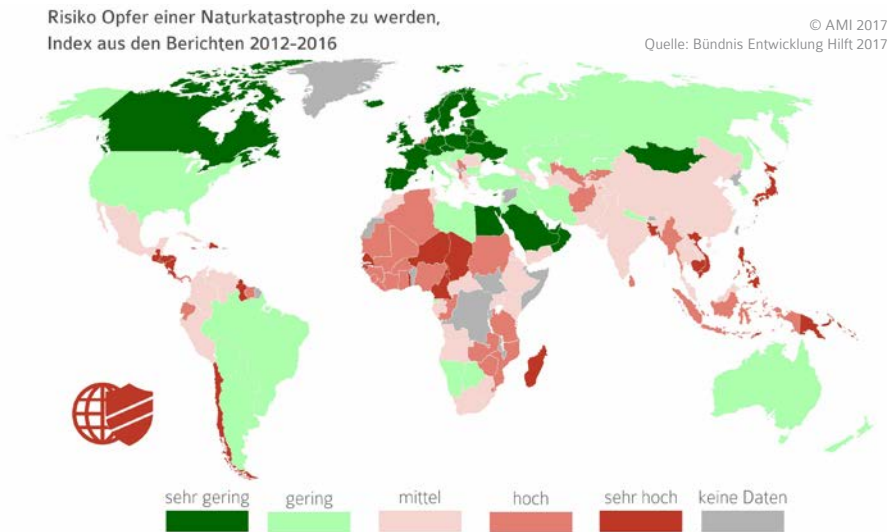 Risiko Opfer einer Naturkatastrophe zu werden,
Index aus den Berichten 2012-2016
© AMI 2017
Quelle: Bündnis Entwicklung Hilft 2017
sehr gering gering mittel hoch sehr hoch keine Daten